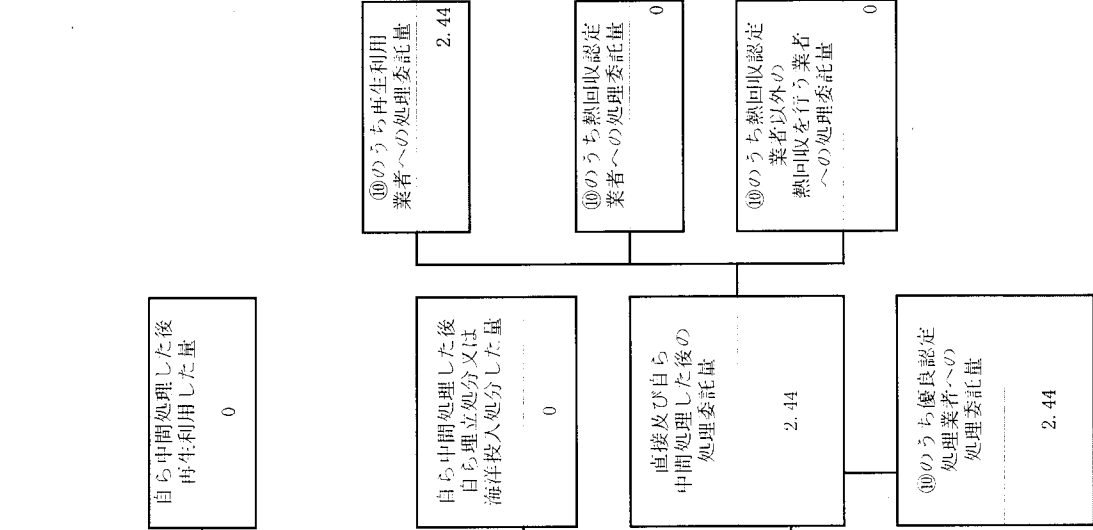 自ら中間処理した後
再生利用した量
0
自ら中間処理した後
自ら埋立処分又は
海洋投入処分した量
0
直接及び自ら
中間処理した後の
処理委託量
2.44
⑩のうち優良認定
処理業者への
処理委託量
2.44
⑩のうち再生利用
業者への処理委託量
2.44
⑩のうち熱回収認定
業者への処理委託量
0
⑩のうち熱回収認定
業者以外の
熱回収を行う業者
への処理委託量
0